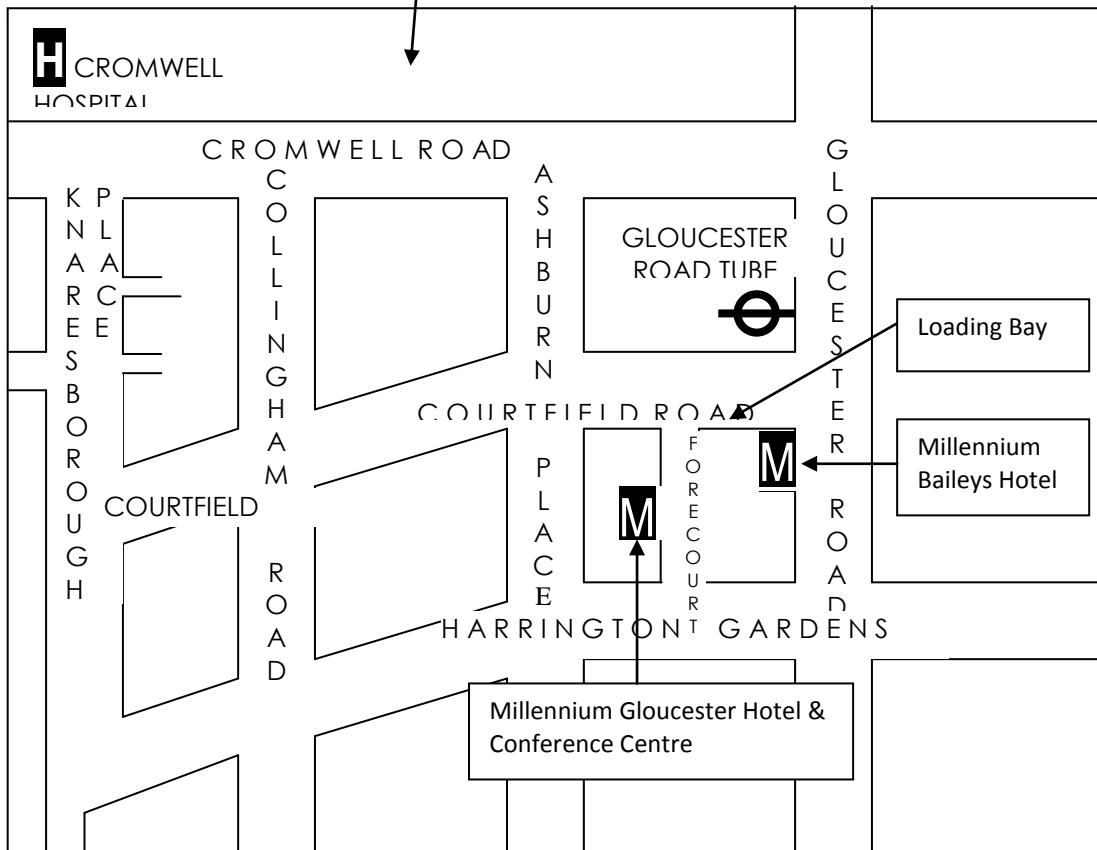 H CROMWELL
HOSPITAL
CROMWELL ROAD
KNARESBOROUGH
PLACE
COLLINGHAM
ROAD
ASHBURN
PLACE
GLOUCESTER
ROAD
GLOUCESTER
ROAD TUBE
Loading Bay
COURTFIELD ROAD
FORECOURT
M
Millennium
Baileys Hotel
M
COURTFIELD
HARRINGTON GARDENS
Millennium Gloucester Hotel &
Conference Centre